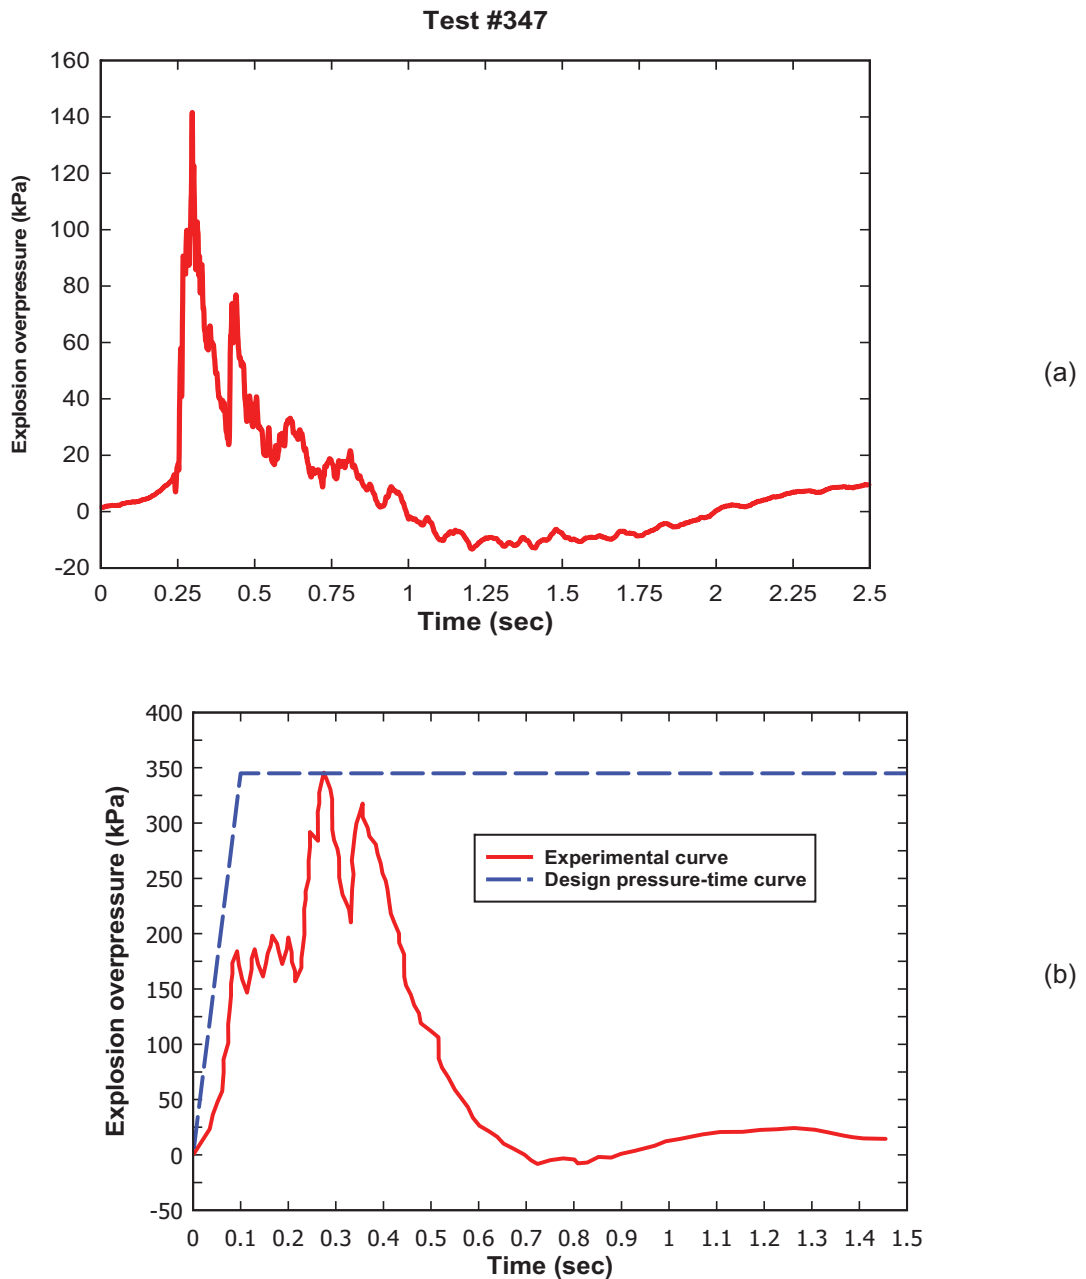 Test #347
Explosion overpressure (kPa)
160
140
120
100
80
60
40
20
0
-20
0 0.25 0.5 0.75 1 1.25 1.5 1.75 2 2.25 2.5
Time (sec)
(a)
Explosion overpressure (kPa)
400
350
300
250
200
150
100
50
0
-50
Experimental curve
Design pressure-time curve
0 0.1 0.2 0.3 0.4 0.5 0.6 0.7 0.8 0.9 1 1.1 1.2 1.3 1.4 1.5
Time (sec)
(b)